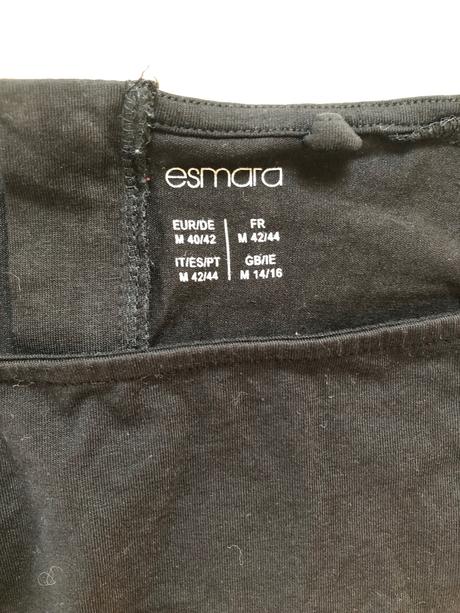 esmara
EUR/DE FR
M 40/42 M 42/44
IT/ES/PT GB/IE
M 42/44 M 14/16